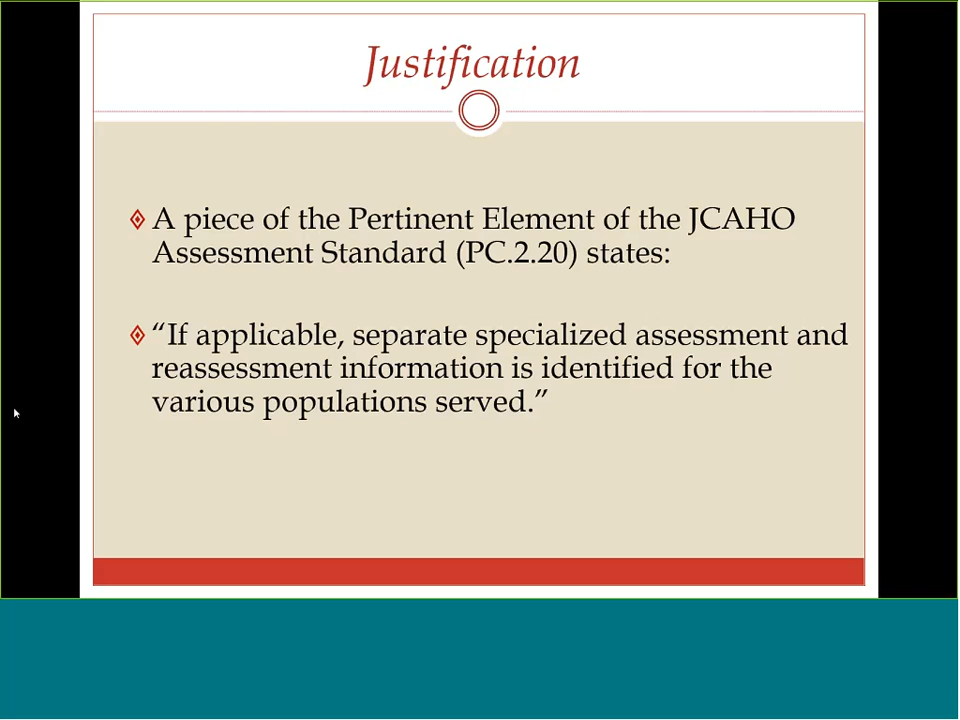 Justification
A piece of the Pertinent Element of the JCAHO
Assessment Standard (PC.2.20) states:
“If applicable, separate specialized assessment and
reassessment information is identified for the
various populations served.”